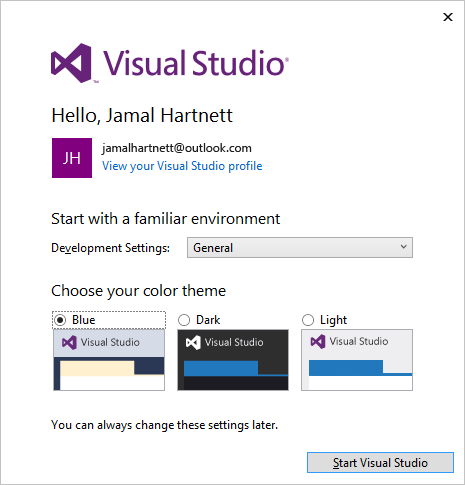 Visual Studio
Hello, Jamal Hartnett
JH
jamalhartnett@outlook.com
View your Visual Studio profile
Start with a familiar environment
Development Settings: General
Choose your color theme
Blue Dark Light
Visual Studio Visual Studio Visual Studio
You can always change these settings later.
Start Visual Studio